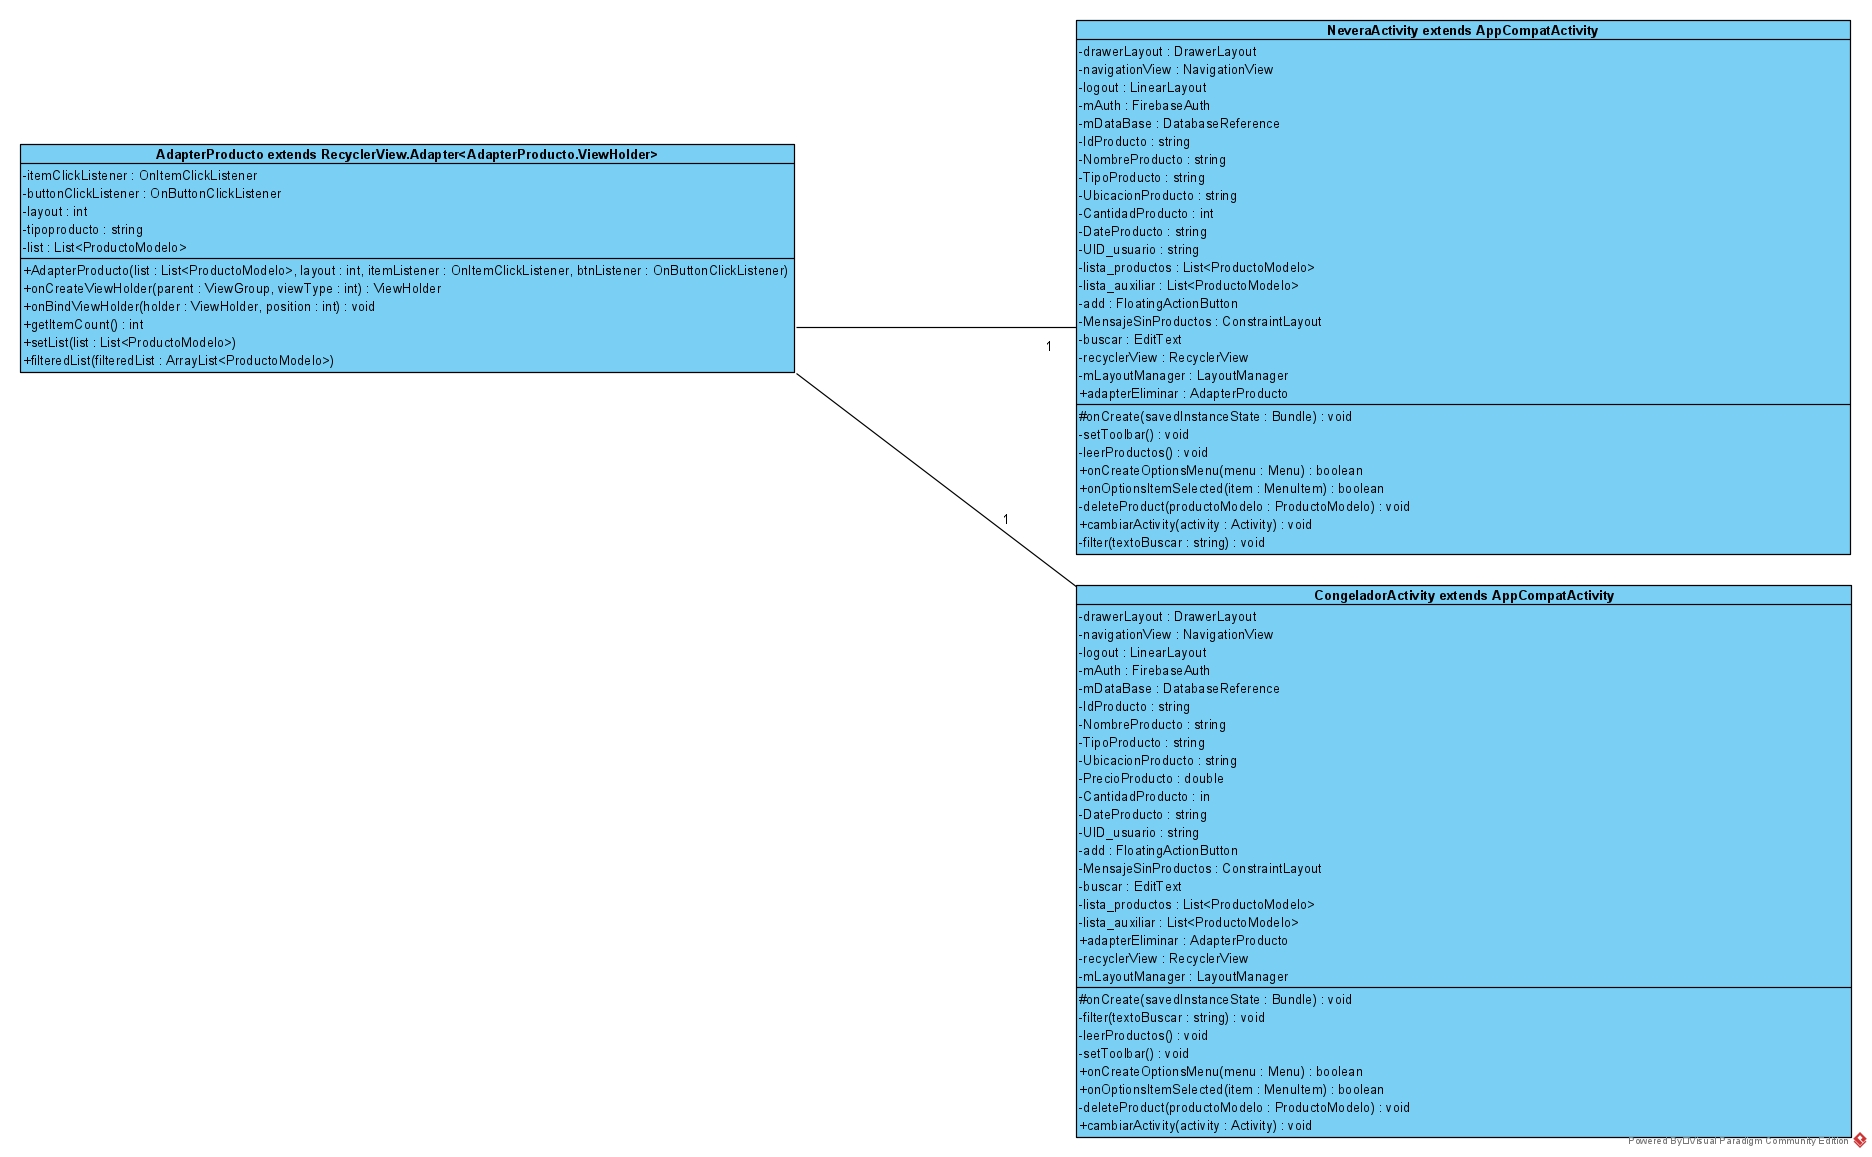 AdapterProducto extends RecyclerView.Adapter<AdapterProducto.ViewHolder>
-itemClickListener : OnItemClickListener
-buttonClickListener : OnButtonClickListener
-layout : int
-tipoproducto : string
-list : List<ProductoModelo>
+AdapterProducto(list : List<ProductoModelo>, layout : int, itemListener : OnItemClickListener, btnListener : OnButtonClickListener)
+onCreateViewHolder(parent : ViewGroup, viewType : int) : ViewHolder
+onBindViewHolder(holder : ViewHolder, position : int) : void
+getItemCount() : int
+setList(list : List<ProductoModelo>)
+filteredList(filteredList : ArrayList<ProductoModelo>)
1
1
NeveraActivity extends AppCompatActivity
-drawerLayout : DrawerLayout
-navigationView : NavigationView
-logout : LinearLayout
-mAuth : FirebaseAuth
-mDataBase : DatabaseReference
-IdProducto : string
-NombreProducto : string
-TipoProducto : string
-UbicacionProducto : string
-CantidadProducto : int
-DateProducto : string
-UID_usuario : string
-lista_productos : List<ProductoModelo>
-lista_auxiliar : List<ProductoModelo>
-add : FloatingActionButton
-MensajeSinProductos : ConstraintLayout
-buscar : EditText
-recyclerView : RecyclerView
-mLayoutManager : LayoutManager
+adapterEliminar : AdapterProducto
#onCreate(savedInstanceState : Bundle) : void
-setToolbar() : void
-leerProductos() : void
+onCreateOptionsMenu(menu : Menu) : boolean
+onOptionsItemSelected(item : MenuItem) : boolean
-deleteProduct(productoModelo : ProductoModelo) : void
+cambiarActivity(activity : Activity) : void
-filter(textoBuscar : string) : void
CongeladorActivity extends AppCompatActivity
-drawerLayout : DrawerLayout
-navigationView : NavigationView
-logout : LinearLayout
-mAuth : FirebaseAuth
-mDataBase : DatabaseReference
-IdProducto : string
-NombreProducto : string
-TipoProducto : string
-UbicacionProducto : string
-PrecioProducto : double
-CantidadProducto : in
-DateProducto : string
-UID_usuario : string
-add : FloatingActionButton
-MensajeSinProductos : ConstraintLayout
-buscar : EditText
-lista_productos : List<ProductoModelo>
-lista_auxiliar : List<ProductoModelo>
+adapterEliminar : AdapterProducto
-recyclerView : RecyclerView
-mLayoutManager : LayoutManager
#onCreate(savedInstanceState : Bundle) : void
-filter(textoBuscar : string) : void
-leerProductos() : void
-setToolbar() : void
+onCreateOptionsMenu(menu : Menu) : boolean
+onOptionsItemSelected(item : MenuItem) : boolean
-deleteProduct(productoModelo : ProductoModelo) : void
+cambiarActivity(activity : Activity) : void
Powered By Visual Paradigm Community Edition